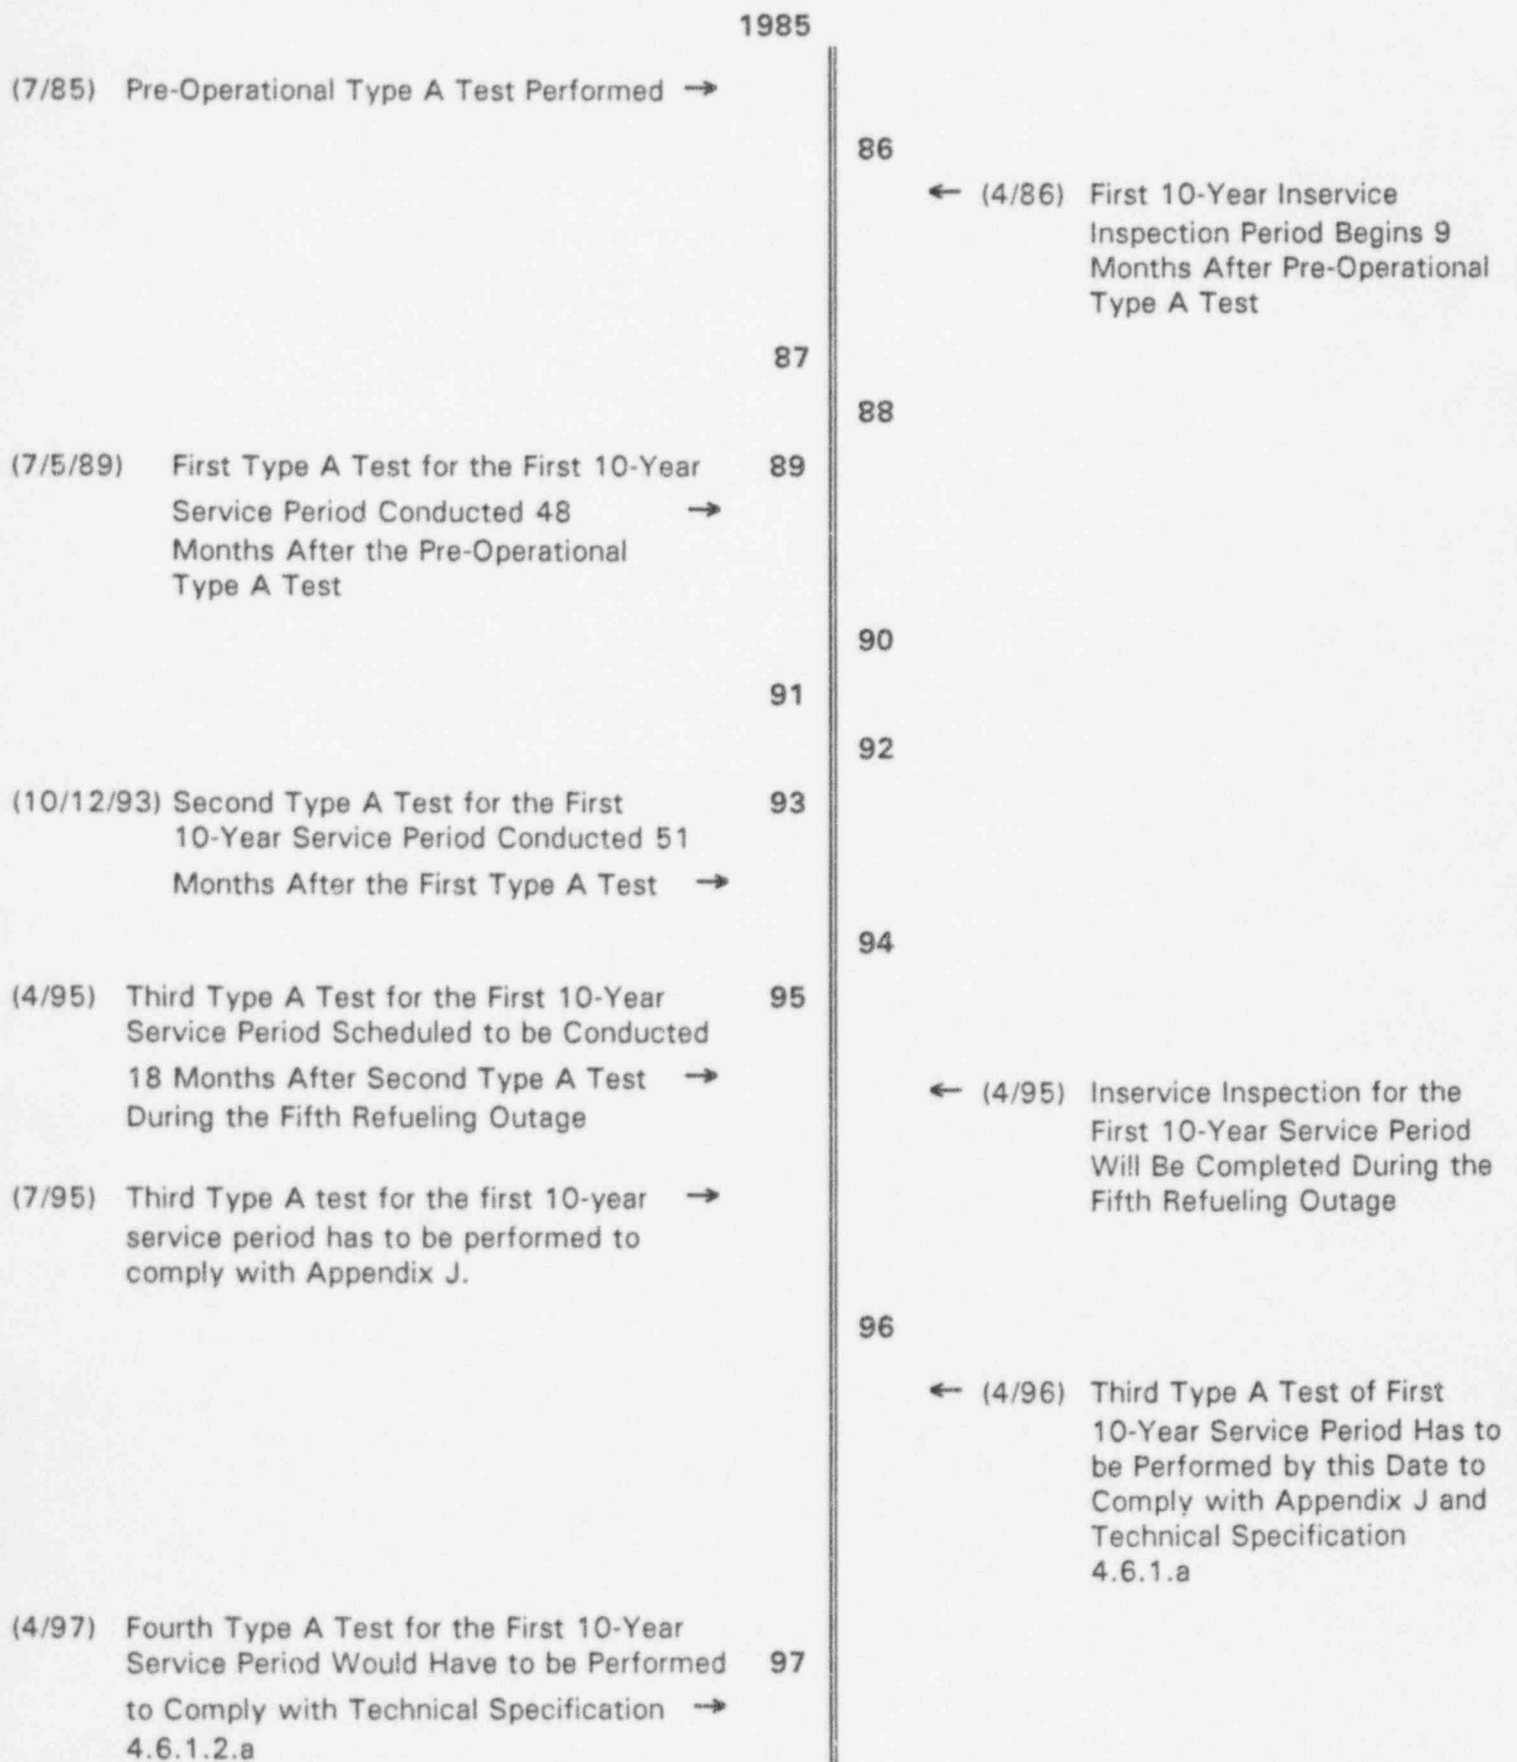 1985
(7/85) Pre-Operational Type A Test Performed →
86
← (4/86) First 10-Year Inservice
Inspection Period Begins 9
Months After Pre-Operational
Type A Test
87
88
(7/5/89) First Type A Test for the First 10-Year 89
Service Period Conducted 48 →
Months After the Pre-Operational
Type A Test
90
91
92
(10/12/93) Second Type A Test for the First 93
10-Year Service Period Conducted 51
Months After the First Type A Test →
94
(4/95) Third Type A Test for the First 10-Year 95
Service Period Scheduled to be Conducted
18 Months After Second Type A Test →
During the Fifth Refueling Outage
← (4/95) Inservice Inspection for the
First 10-Year Service Period
Will Be Completed During the
Fifth Refueling Outage
(7/95) Third Type A test for the first 10-year →
service period has to be performed to
comply with Appendix J.
96
← (4/96) Third Type A Test of First
10-Year Service Period Has to
be Performed by this Date to
Comply with Appendix J and
Technical Specification
4.6.1.a
(4/97) Fourth Type A Test for the First 10-Year
Service Period Would Have to be Performed 97
to Comply with Technical Specification →
4.6.1.2.a